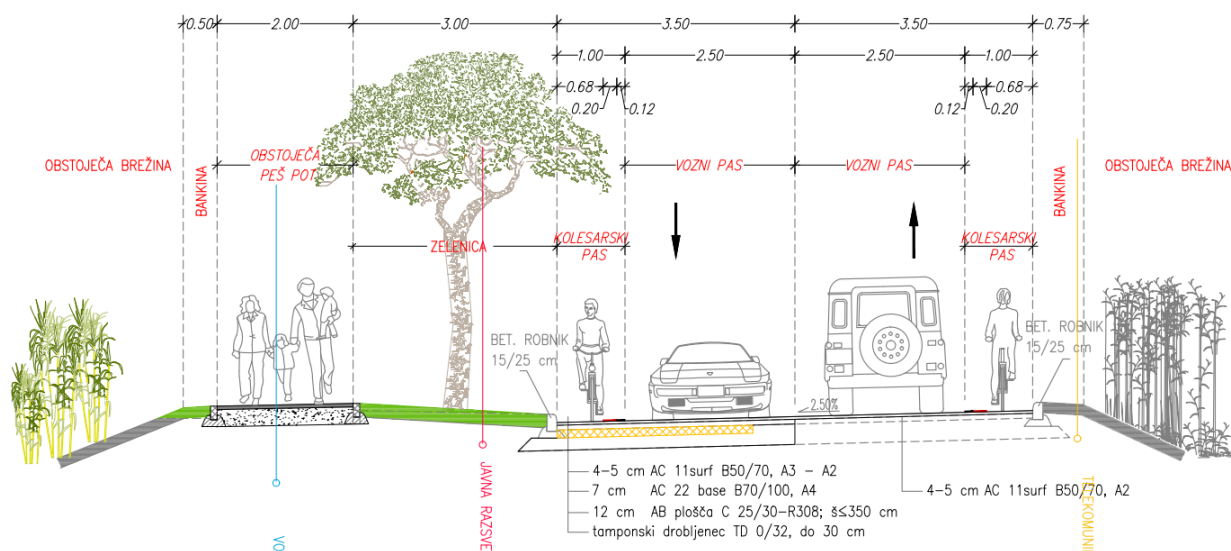 0.50 2.00 3.00 3.50 3.50 0.75
1.00 2.50 2.50 1.00
0.68 0.68
0.20 0.12 0.12 0.20
OBSTOJEČA BREŽINA
BANKINA
OBSTOJEČA
PEŠ POT
VOZNI PAS
VOZNI PAS
BANKINA
OBSTOJEČA BREŽINA
ZELENICA
KOLESARSKI
PAS
KOLESARSKI
PAS
BET. ROBNIK
15/25 cm
BET. ROBNIK
15/25 cm
2.50%
4-5 cm AC 11surf B50/70, A3 - A2
7 cm AC 22 base B70/100, A4
12 cm AB plošča C 25/30-R308; š≤350 cm
tamponski drobljenec TD 0/32, do 30 cm
4-5 cm AC 11surf B50/70, A2
VO
JAVNA RAZSVE